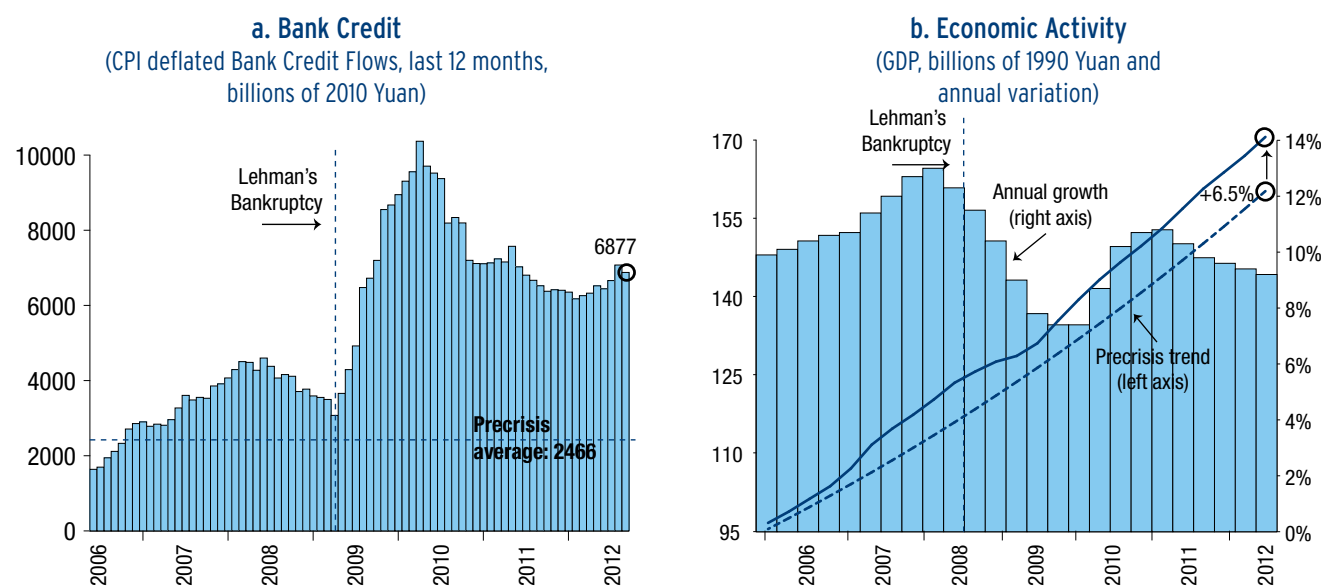 a. Bank Credit
(CPI deflated Bank Credit Flows, last 12 months,
billions of 2010 Yuan)
10000
8000
6000
4000
2000
0
Lehman's
Bankruptcy
6877
Precrisis
average: 2466
2006
2007
2008
2009
2010
2011
2012
b. Economic Activity
(GDP, billions of 1990 Yuan and
annual variation)
170
155
140
125
110
95
Lehman's
Bankruptcy
Annual growth
(right axis)
+6.5%
Precrisis trend
(left axis)
14%
12%
10%
8%
6%
4%
2%
0%
2006
2007
2008
2009
2010
2011
2012